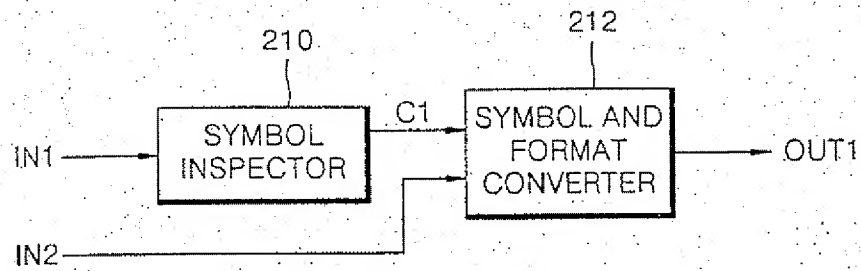 210
212
IN1
SYMBOL
INSPECTOR
C1
SYMBOL AND
FORMAT
CONVERTER
OUT1
IN2